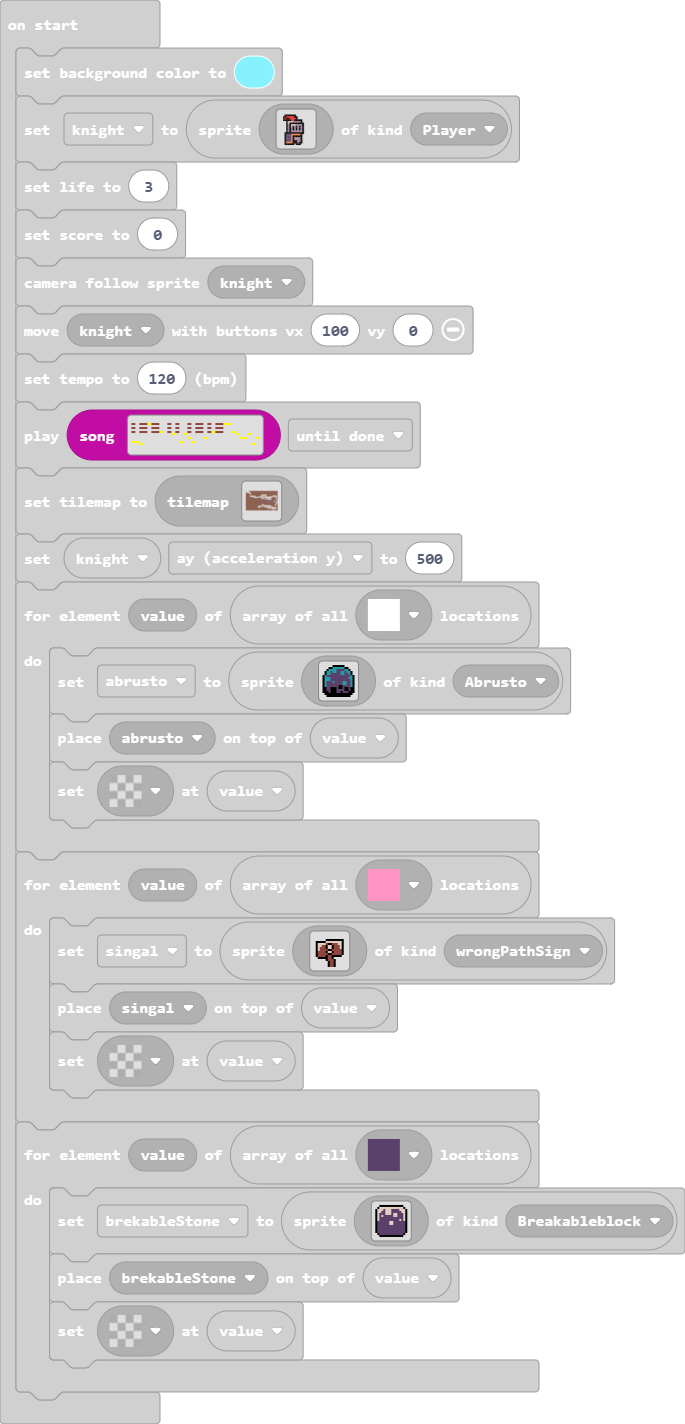 on start
set background color to
set knight to sprite of kind Player
set life to 3
set score to 0
camera follow sprite knight
move knight with buttons vx 100 vy 0
set tempo to 120 (bpm)
play song until done
set tilemap to tilemap
set knight ay (acceleration y) to 500
for element value of array of all locations
do
set abrusto to sprite of kind Abrusto
place abrusto on top of value
set at value
for element value of array of all locations
do
set singal to sprite of kind wrongPathSign
place singal on top of value
set at value
for element value of array of all locations
do
set brekableStone to sprite of kind Breakableblock
place brekableStone on top of value
set at value